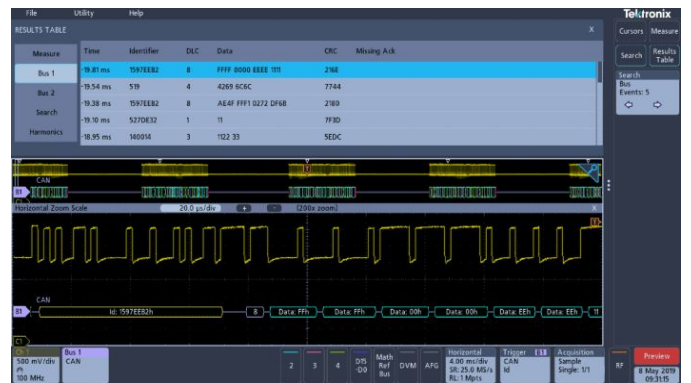 File Utility Help
Tektronix
RESULTS TABLE X
Cursors Measure
Measure Time Identifier DLC Data CRC Missing Ack
Search Results Table
Bus 1 -19.81 ms 1597EEB2 8 FFFF 0000 EEEE 1111 216E
Bus 2 -19.54 ms 519 4 4269 6C6C 7744
Search
Bus
Events: 5
-19.38 ms 1597EEB2 8 AE4F FFF1 0272 DF6B 2180
Search -19.10 ms 527DE32 1 11 7F3D
Harmonics -18.95 ms 140014 3 1122 33 5EDC
CAN
B1
Horizontal Zoom Scale 20.0 µs/div + - (200x zoom) X
CAN
B1 Id: 1597EEB2h 8 Data: FFh Data: FFh Data: 00h Data: 00h Data: EEh Data: EEh 11
C1
Ch 1
500 mV/div
100 MHz
Bus 1
CAN
2 3 4
D15
-D0
Math
Ref
Bus
DVM AFG
Horizontal
4.00 ms/div
SR: 25.0 MS/s
RL: 1 Mpts
Trigger B1
CAN
Id
Acquisition
Sample
Single: 1/1
RF
Preview
8 May 2019
09:31:15